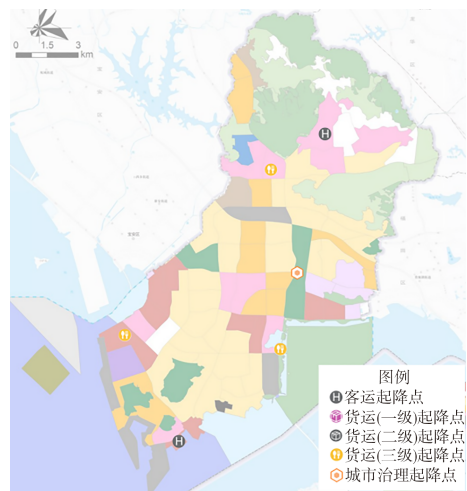 0 1.5 3
km
图例
H 客运起降点
货运(一级)起降点
货运(二级)起降点
货运(三级)起降点
城市治理起降点
H
H